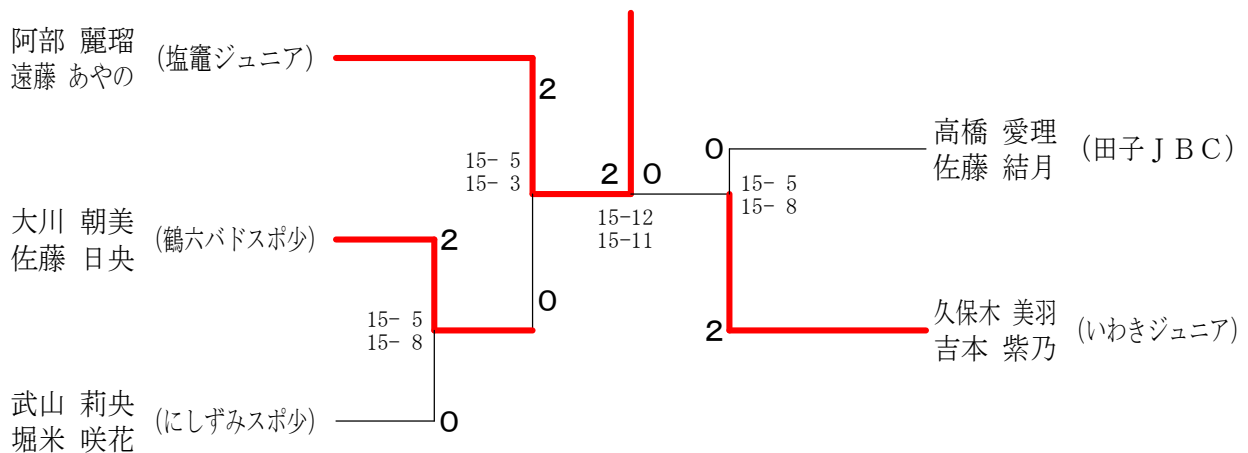 阿部 麗瑠
遠藤 あやの
(塩竈ジュニア)
2
15- 5
15- 3
大川 朝美
佐藤 日央
(鶴六バドスポ少)
2
0
15- 5
15- 8
武山 莉央
堀米 咲花
(にしずみスポ少)
0
2 0
15-12
15-11
0
高橋 愛理
佐藤 結月
(田子ＪＢＣ)
15- 5
15- 8
2
久保木 美羽
吉本 紫乃
(いわきジュニア)